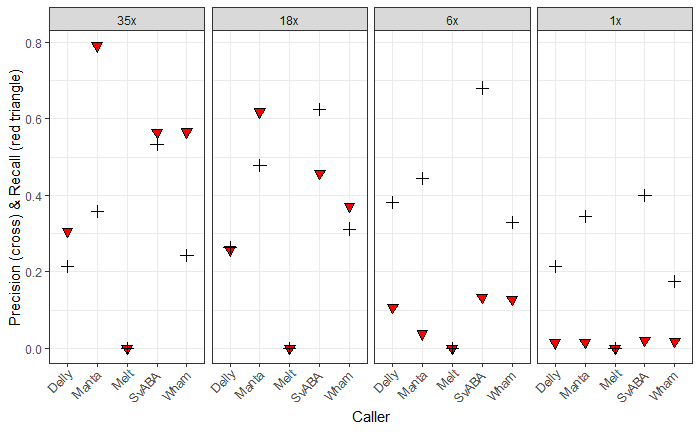 35x 18x 6x 1x
Precision (cross) & Recall (red triangle)
0.8
0.6
0.4
0.2
0.0
Delly Manta Melt SvABA Wham Delly Manta Melt SvABA Wham Delly Manta Melt SvABA Wham Delly Manta Melt SvABA Wham
Caller